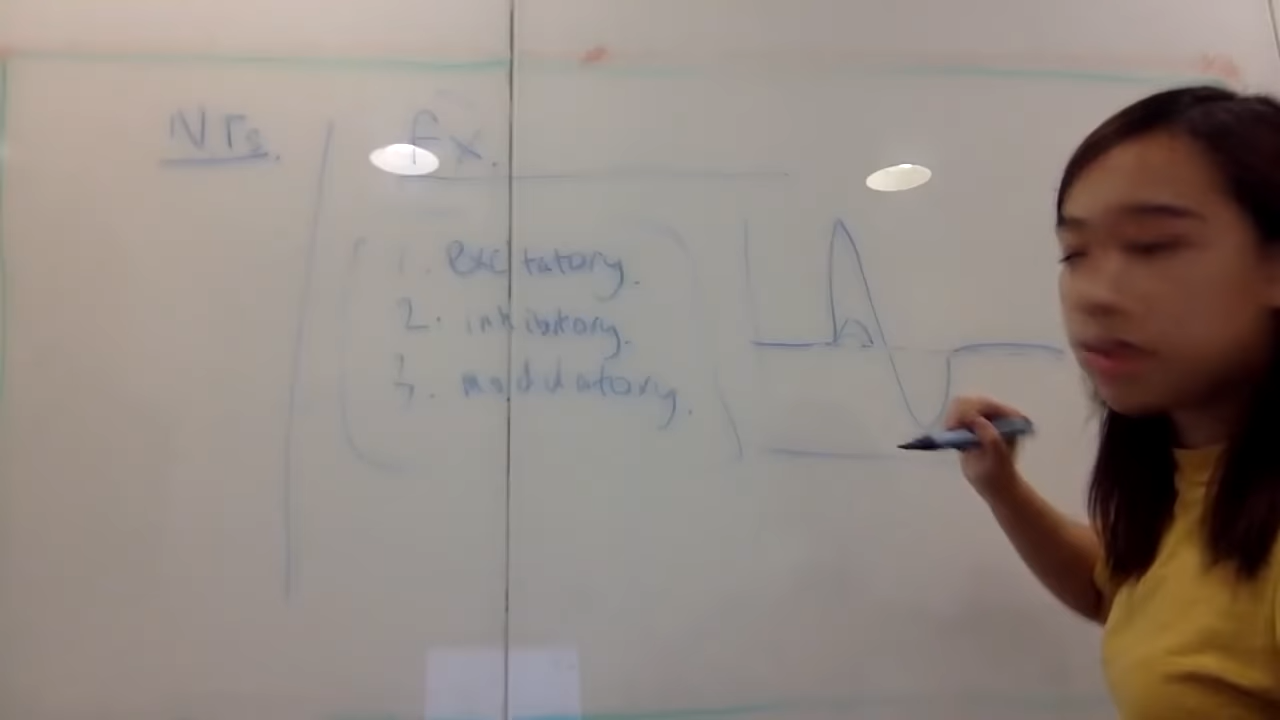 NTs.
fx.
1. excitatory.
2. inhibitory.
3. modulatory.